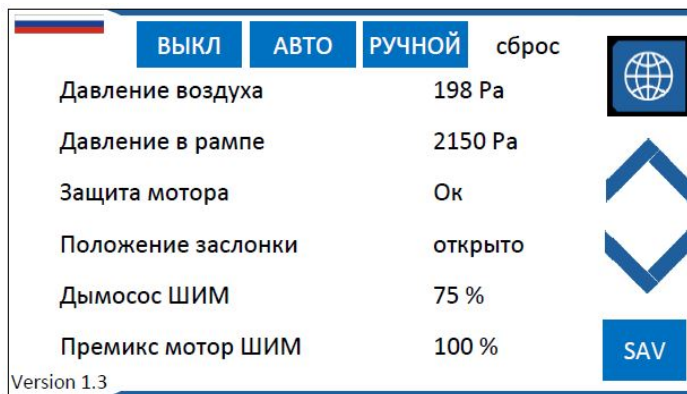 ВЫКЛ АВТО РУЧНОЙ сброс
Давление воздуха 198 Pa
Давление в рампе 2150 Pa
Защита мотора Ок
Положение заслонки открыто
Дымосос ШИМ 75 %
Премикс мотор ШИМ 100 %
SAV
Version 1.3